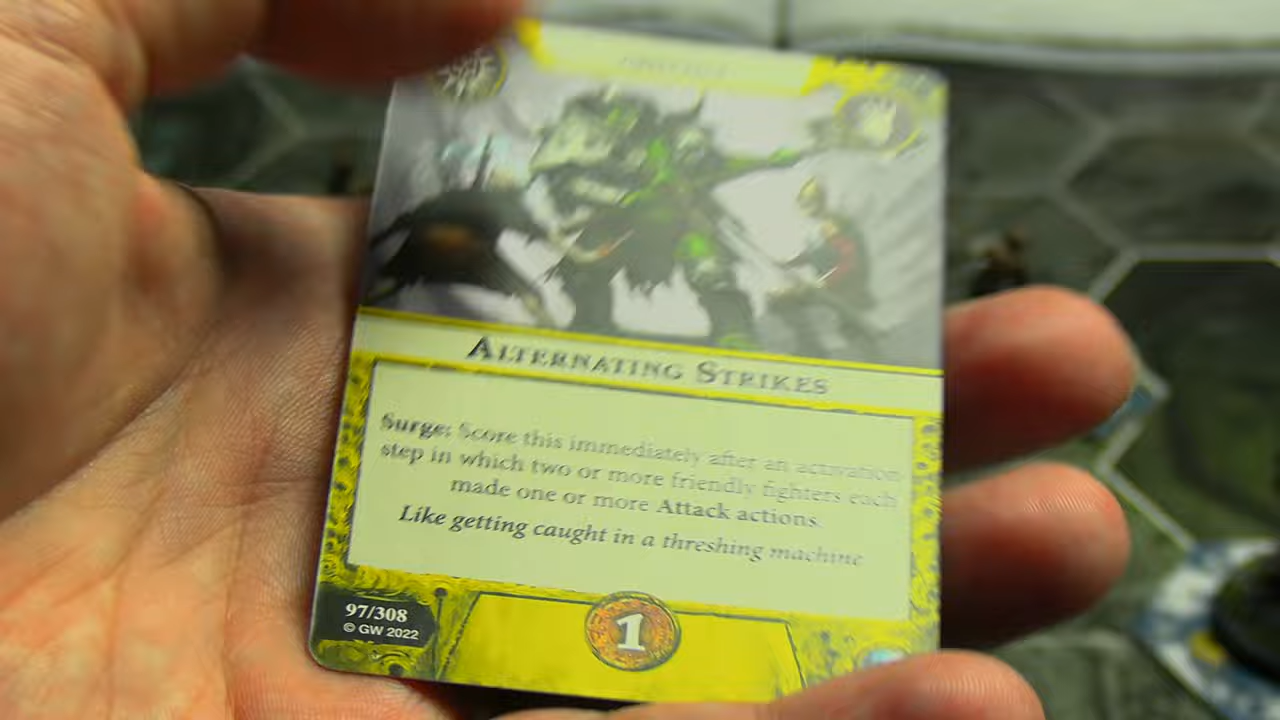 ALTERNATING STRIKES
Surge: Score this immediately after an activation
step in which two or more friendly fighters each
made one or more Attack actions.
Like getting caught in a threshing machine
97/308
© GW 2022
1